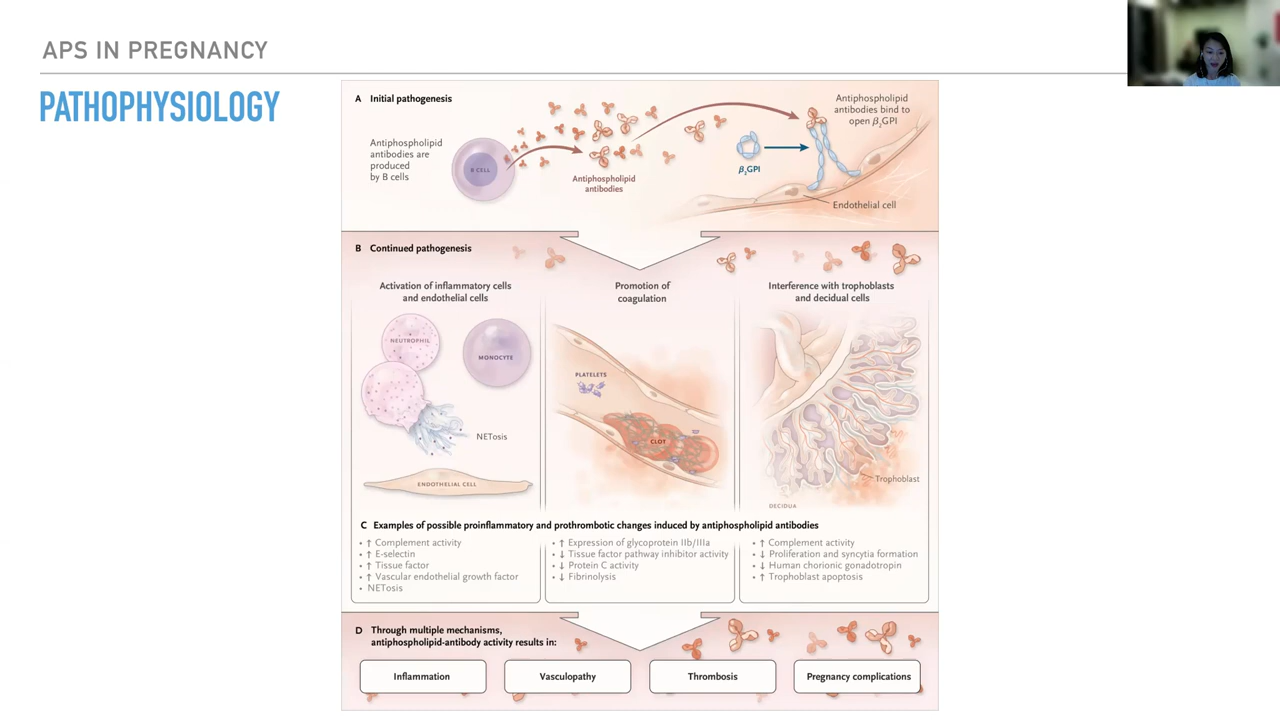 APS IN PREGNANCY
PATHOPHYSIOLOGY
A Initial pathogenesis
Antiphospholipid
antibodies are
produced
by B cells
B CELL
Antiphospholipid
antibodies
β₂GPI
Antiphospholipid
antibodies bind to
open β₂GPI
Endothelial cell
B Continued pathogenesis
Activation of inflammatory cells
and endothelial cells
NEUTROPHIL
MONOCYTE
NETosis
ENDOTHELIAL CELL
Promotion of
coagulation
PLATELETS
CLOT
Interference with trophoblasts
and decidual cells
Trophoblast
DECIDUA
C Examples of possible proinflammatory and prothrombotic changes induced by antiphospholipid antibodies
• ↑ Complement activity
• ↑ E-selectin
• ↑ Tissue factor
• ↑ Vascular endothelial growth factor
• NETosis
• ↑ Expression of glycoprotein IIb/IIIa
• ↓ Tissue factor pathway inhibitor activity
• ↓ Protein C activity
• ↓ Fibrinolysis
• ↑ Complement activity
• ↓ Proliferation and syncytia formation
• ↓ Human chorionic gonadotropin
• ↑ Trophoblast apoptosis
D Through multiple mechanisms,
antiphospholipid-antibody activity results in:
Inflammation
Vasculopathy
Thrombosis
Pregnancy complications